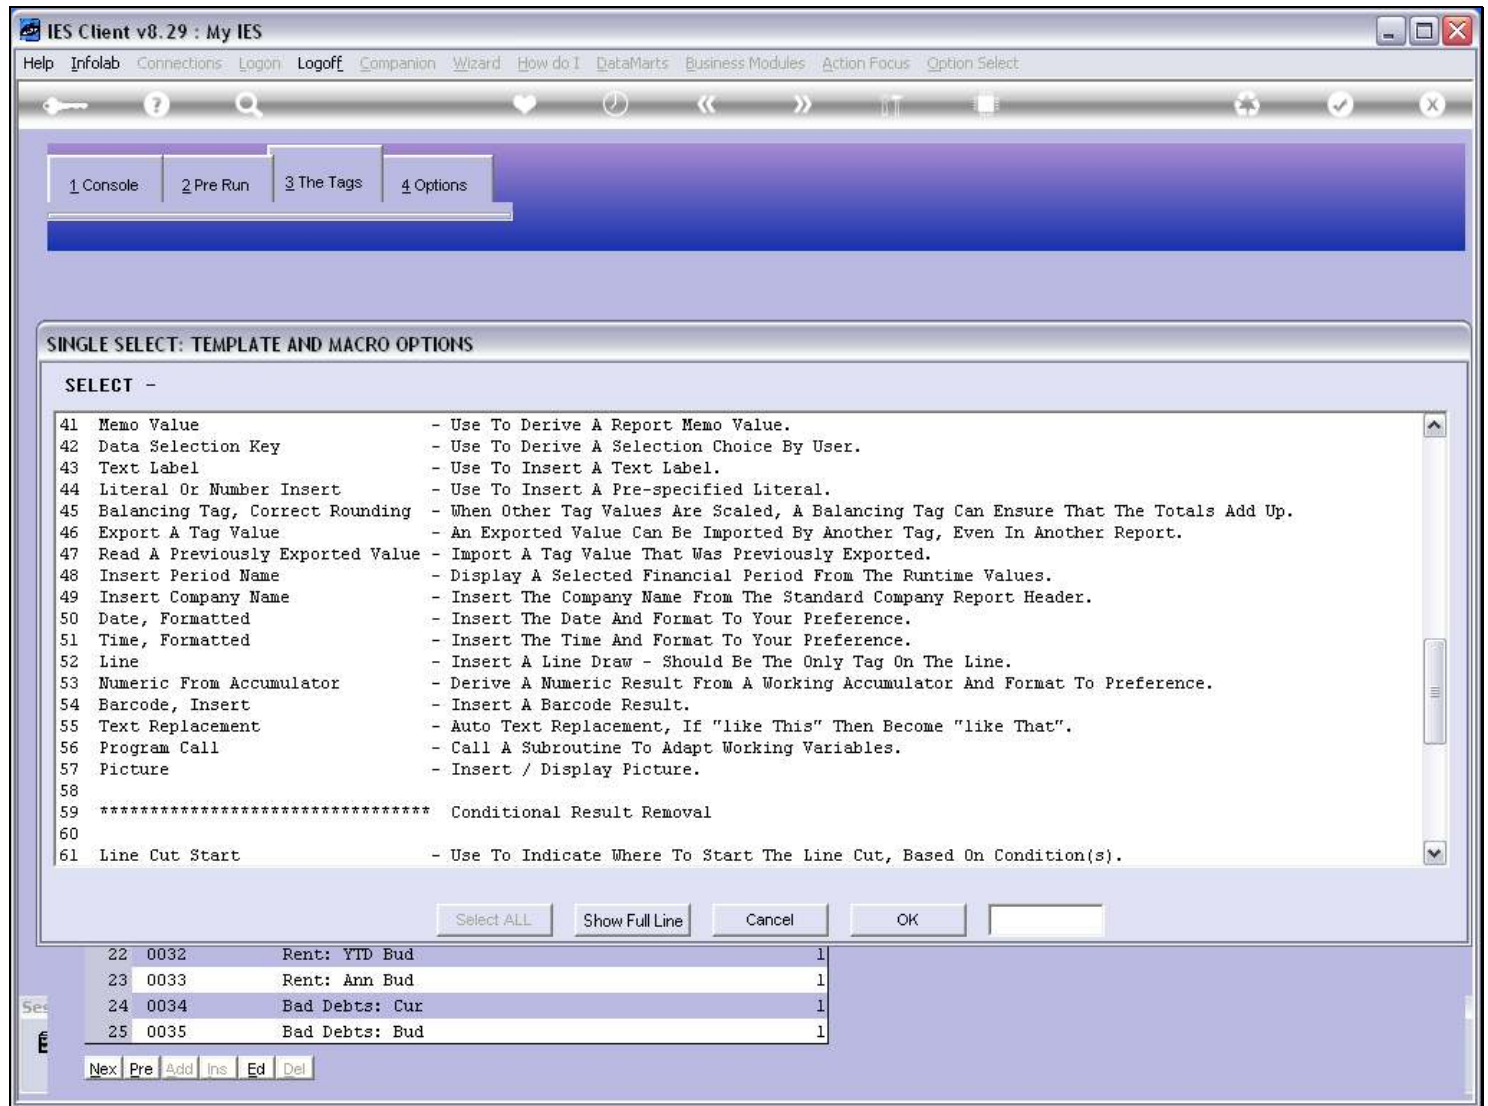 IES Client v8.29 : My IES
Help Infolab Connections Logon Logoff Companion Wizard How do I DataMarts Business Modules Action Focus Option Select
1 Console 2 Pre Run 3 The Tags 4 Options
SINGLE SELECT: TEMPLATE AND MACRO OPTIONS
SELECT -
41 Memo Value - Use To Derive A Report Memo Value.
42 Data Selection Key - Use To Derive A Selection Choice By User.
43 Text Label - Use To Insert A Text Label.
44 Literal Or Number Insert - Use To Insert A Pre-specified Literal.
45 Balancing Tag, Correct Rounding - When Other Tag Values Are Scaled, A Balancing Tag Can Ensure That The Totals Add Up.
46 Export A Tag Value - An Exported Value Can Be Imported By Another Tag, Even In Another Report.
47 Read A Previously Exported Value - Import A Tag Value That Was Previously Exported.
48 Insert Period Name - Display A Selected Financial Period From The Runtime Values.
49 Insert Company Name - Insert The Company Name From The Standard Company Report Header.
50 Date, Formatted - Insert The Date And Format To Your Preference.
51 Time, Formatted - Insert The Time And Format To Your Preference.
52 Line - Insert A Line Draw - Should Be The Only Tag On The Line.
53 Numeric From Accumulator - Derive A Numeric Result From A Working Accumulator And Format To Preference.
54 Barcode, Insert - Insert A Barcode Result.
55 Text Replacement - Auto Text Replacement, If "like This" Then Become "like That".
56 Program Call - Call A Subroutine To Adapt Working Variables.
57 Picture - Insert / Display Picture.
58
59 ********************************* Conditional Result Removal
60
61 Line Cut Start - Use To Indicate Where To Start The Line Cut, Based On Condition(s).
Select ALL Show Full Line Cancel OK
22 0032 Rent: YTD Bud 1
23 0033 Rent: Ann Bud 1
24 0034 Bad Debts: Cur 1
25 0035 Bad Debts: Bud 1
Nex Pre Add Ins Ed Del